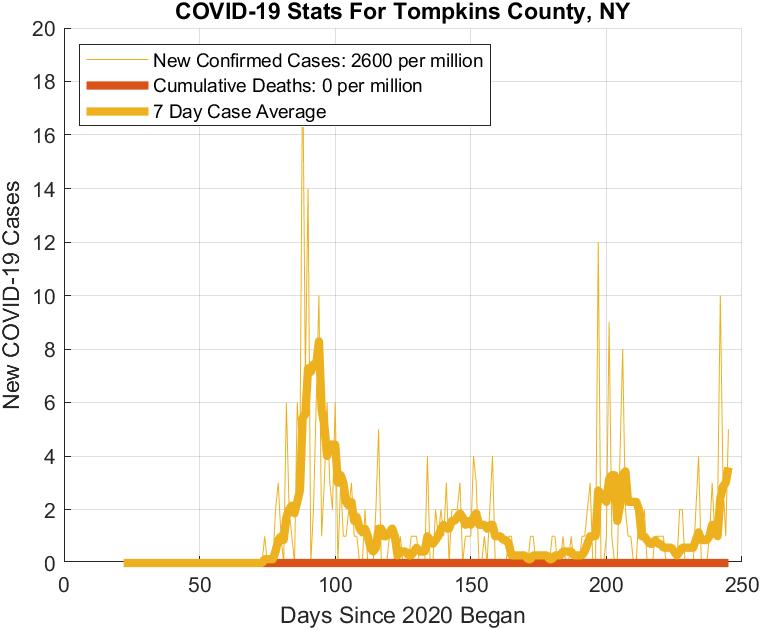 COVID-19 Stats For Tompkins County, NY
New Confirmed Cases: 2600 per million
Cumulative Deaths: 0 per million
7 Day Case Average
New COVID-19 Cases
20
18
16
14
12
10
8
6
4
2
0
0 50 100 150 200 250
Days Since 2020 Began